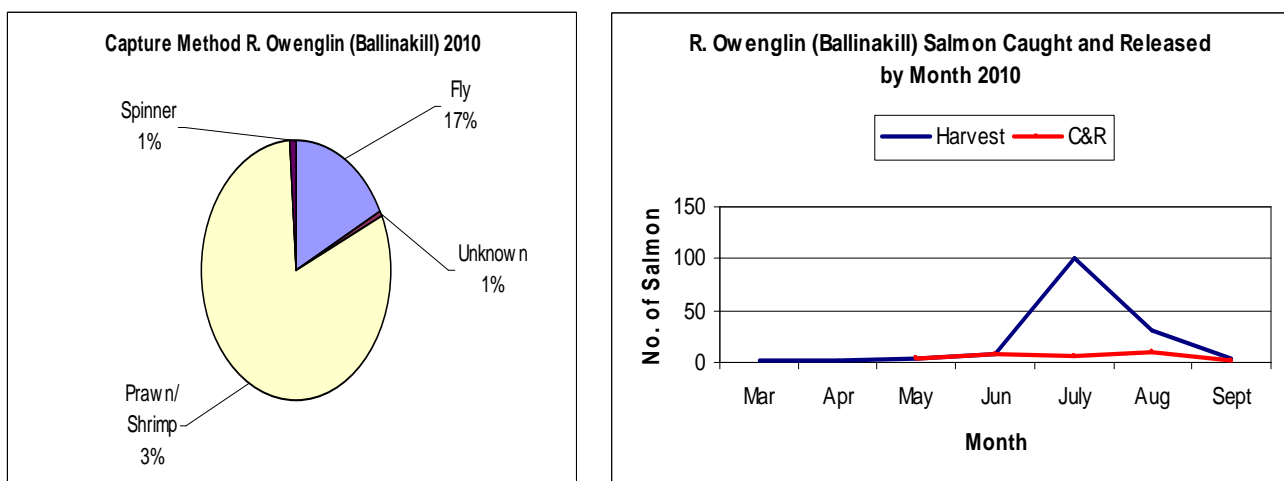 Capture Method R. Owenglin (Ballinakill) 2010
Spinner
1%
Fly
17%
Unknown
1%
Prawn/
Shrimp
3%
R. Owenglin (Ballinakill) Salmon Caught and Released
by Month 2010
Harvest C&R
No. of Salmon
150
100
50
0
Mar Apr May Jun July Aug Sept
Month